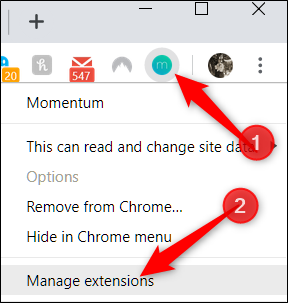 +
20
h
547
m
Momentum
1
This can read and change site data
Options
Remove from Chrome...
2
Hide in Chrome menu
Manage extensions